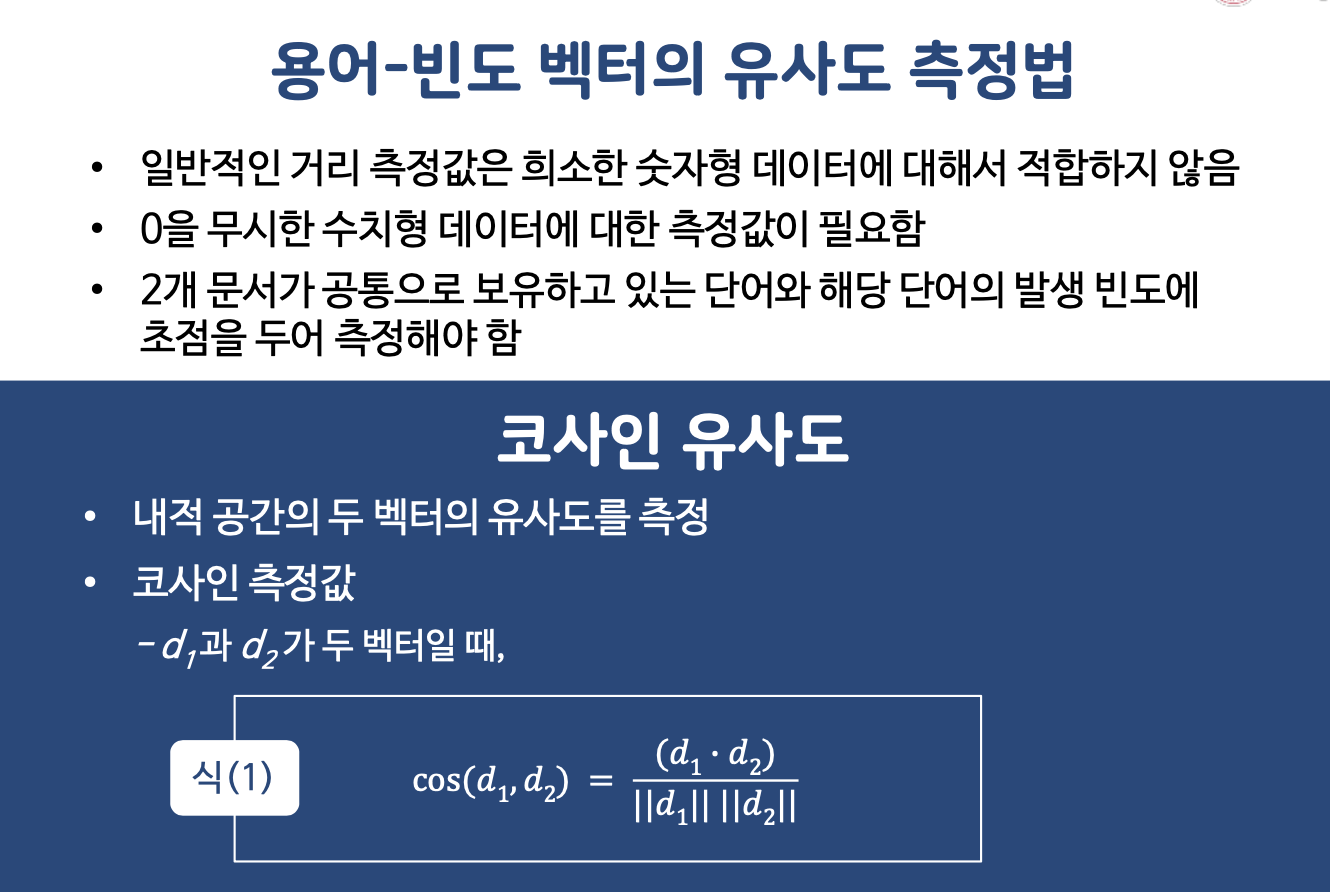 용어-빈도 벡터의 유사도 측정법
• 일반적인 거리 측정값은 희소한 숫자형 데이터에 대해서 적합하지 않음
• 0을 무시한 수치형 데이터에 대한 측정값이 필요함
• 2개 문서가 공통으로 보유하고 있는 단어와 해당 단어의 발생 빈도에
초점을 두어 측정해야 함
코사인 유사도
• 내적 공간의 두 벡터의 유사도를 측정
• 코사인 측정값
- d₁과 d₂가 두 벡터일 때,
식(1) cos(d₁, d₂) = (d₁ · d₂) / ||d₁|| ||d₂||